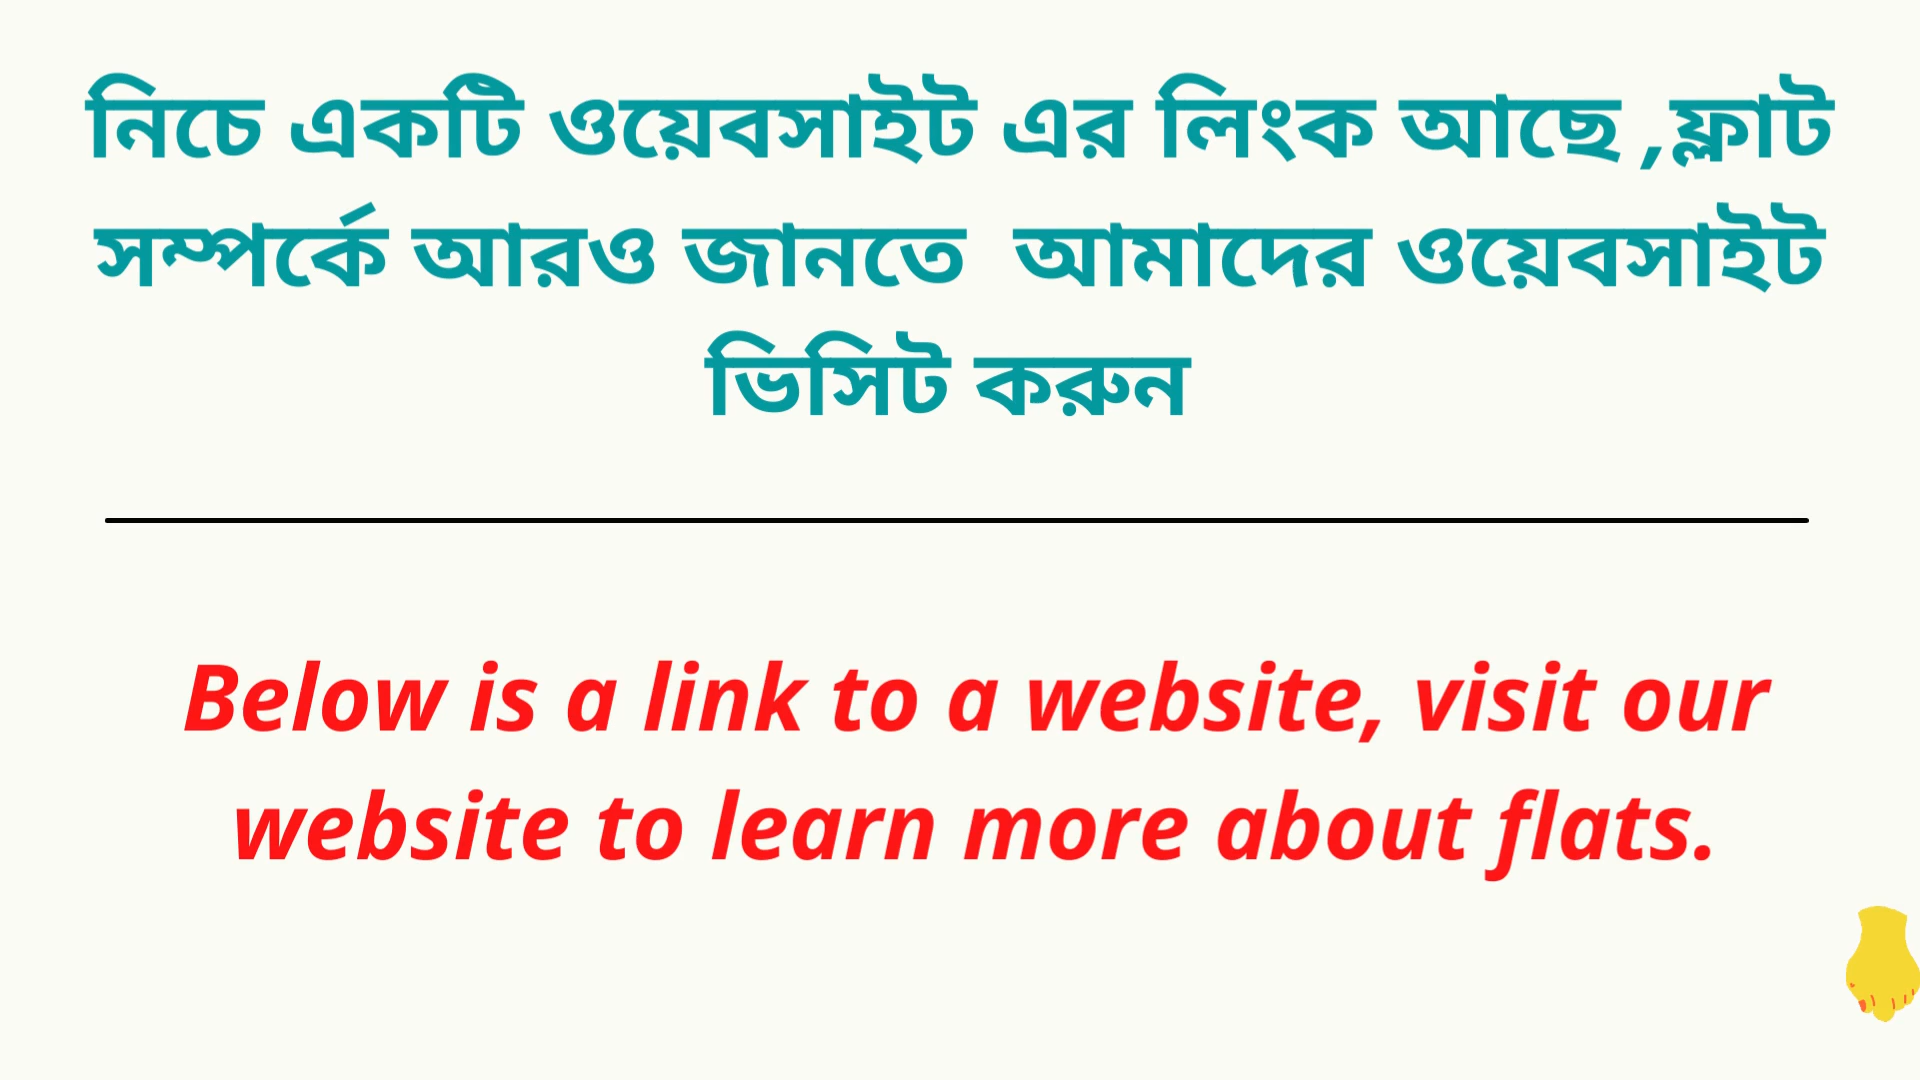 নিচে একটি ওয়েবসাইট এর লিংক আছে ,ফ্লাট
সম্পর্কে আরও জানতে  আমাদের ওয়েবসাইট
ভিসিট করুন
Below is a link to a website, visit our
website to learn more about flats.